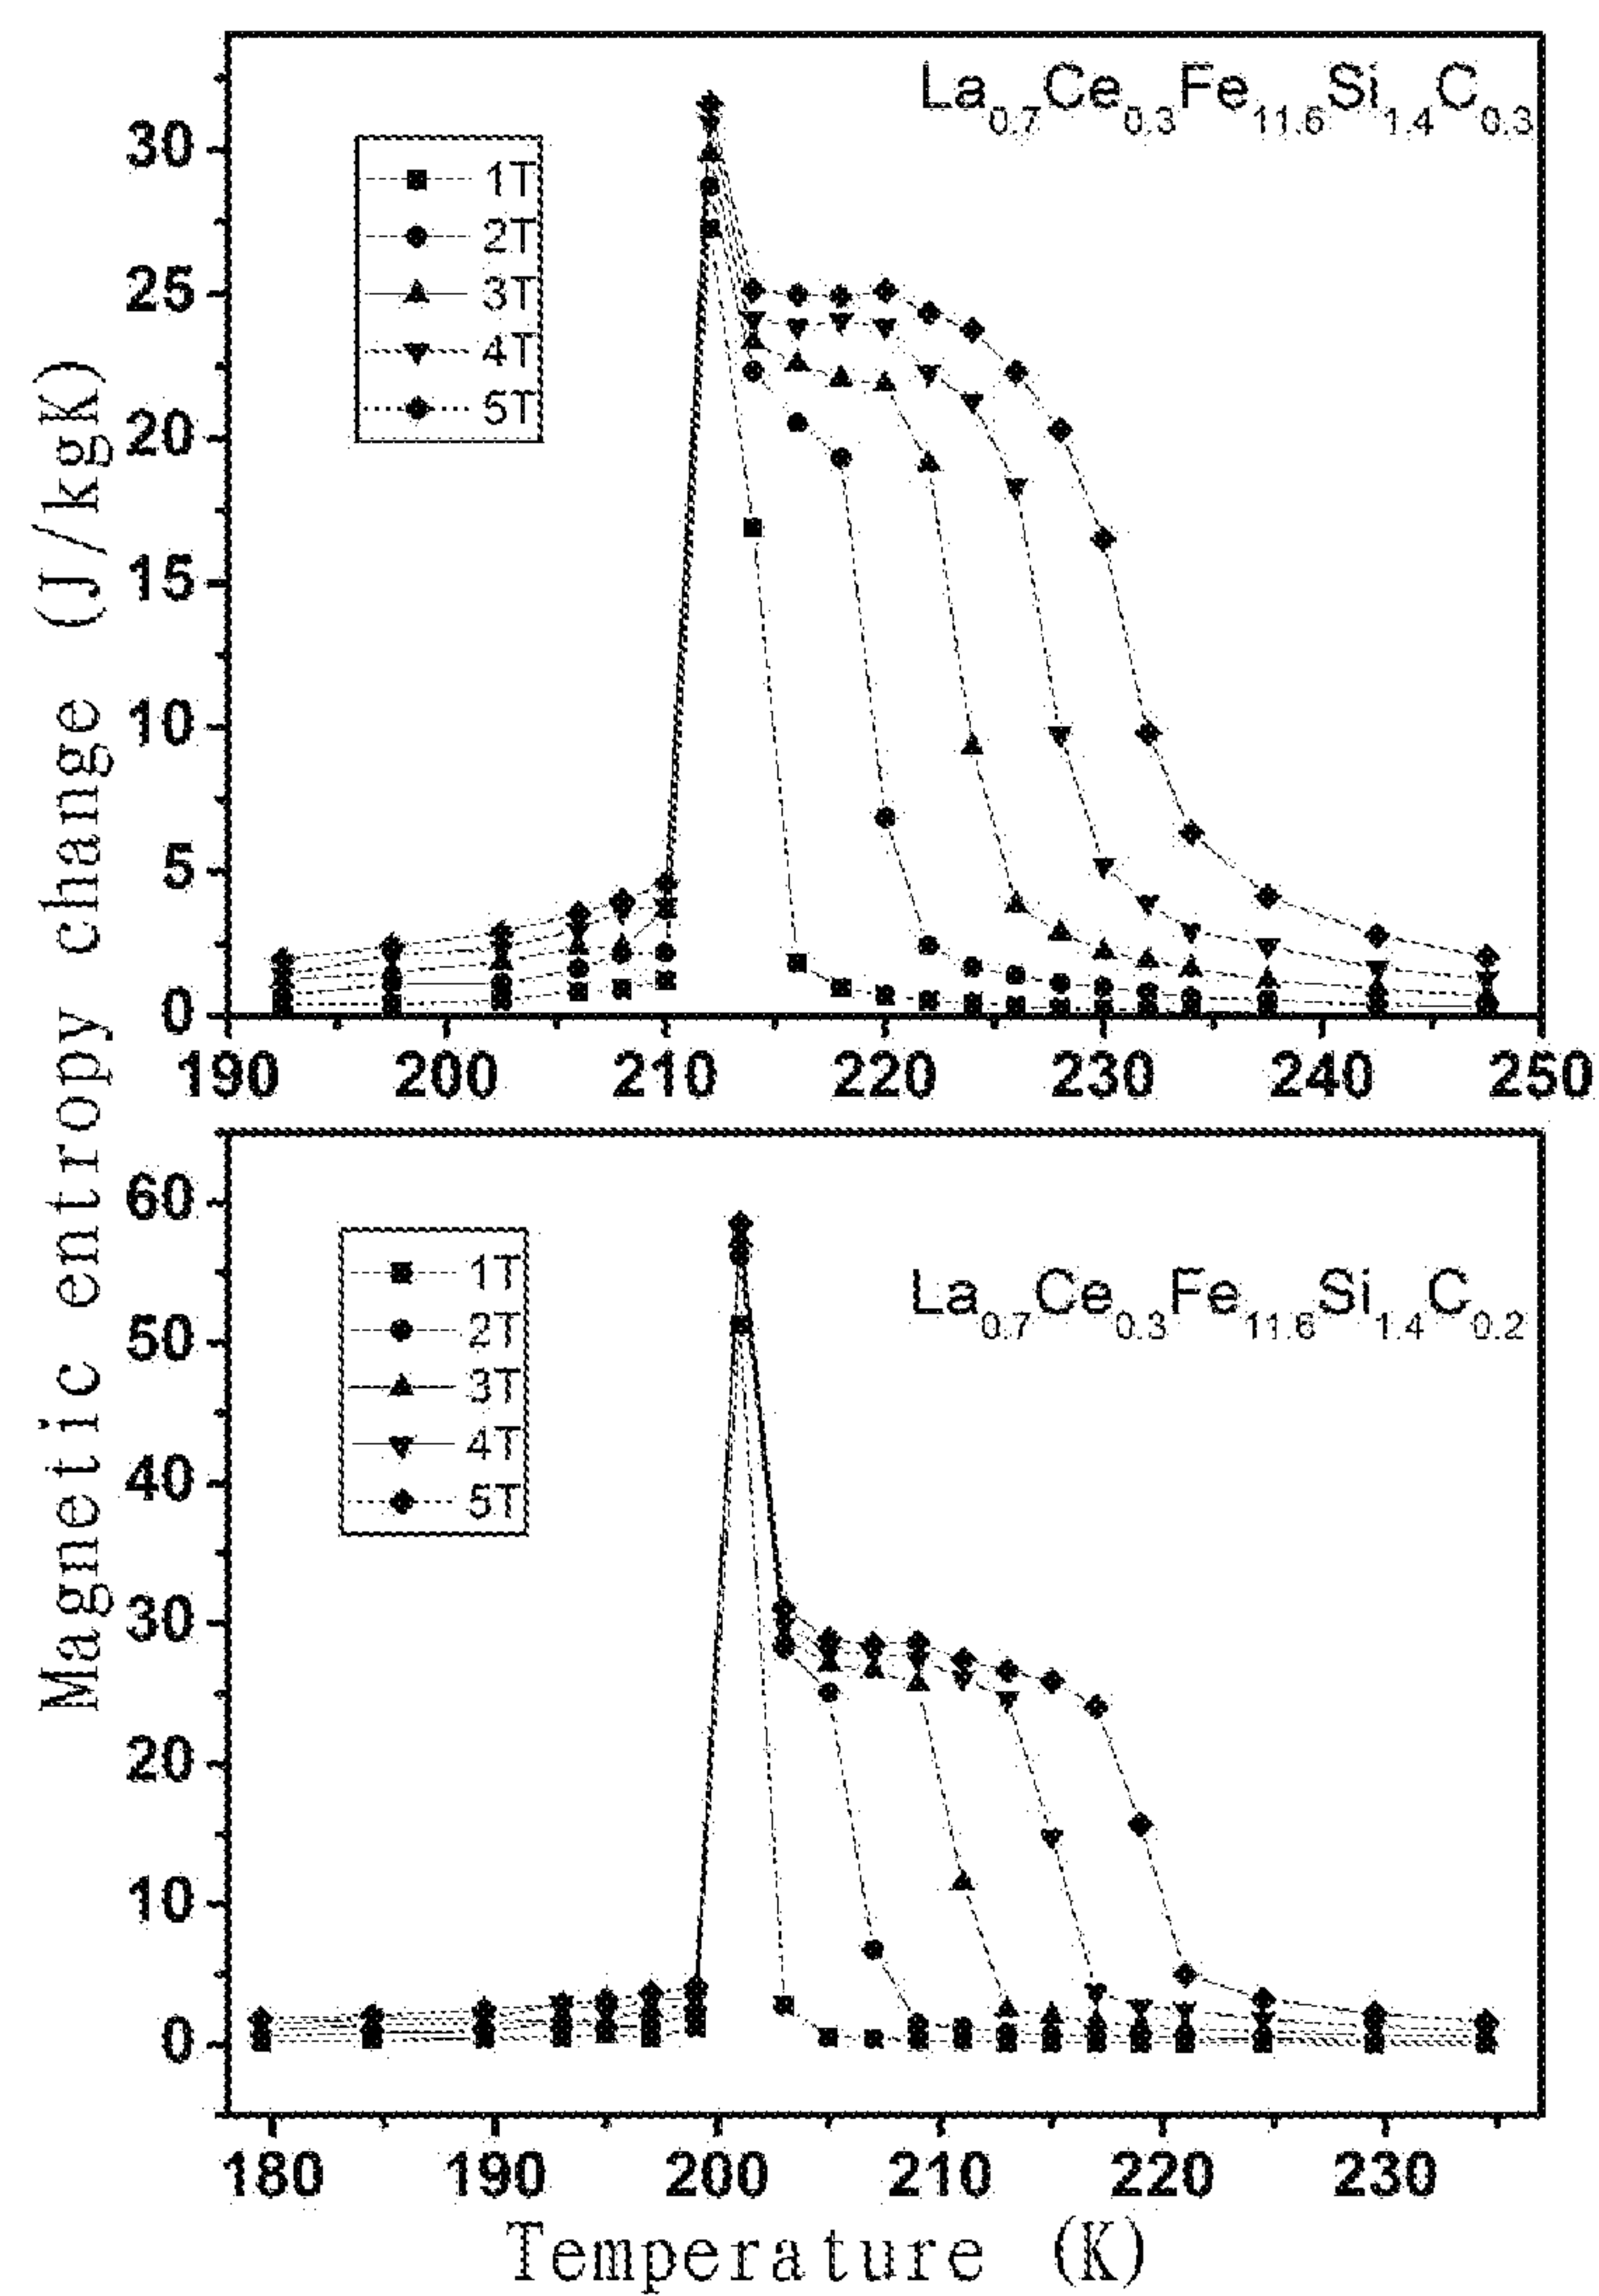 Magnetic entropy change (J/kgK)
La0.7Ce0.3Fe11.6Si1.4C0.3
1T
2T
3T
4T
5T
30
25
20
15
10
5
0
190 200 210 220 230 240 250
La0.7Ce0.3Fe11.6Si1.4C0.2
1T
2T
3T
4T
5T
60
50
40
30
20
10
0
180 190 200 210 220 230
Temperature (K)